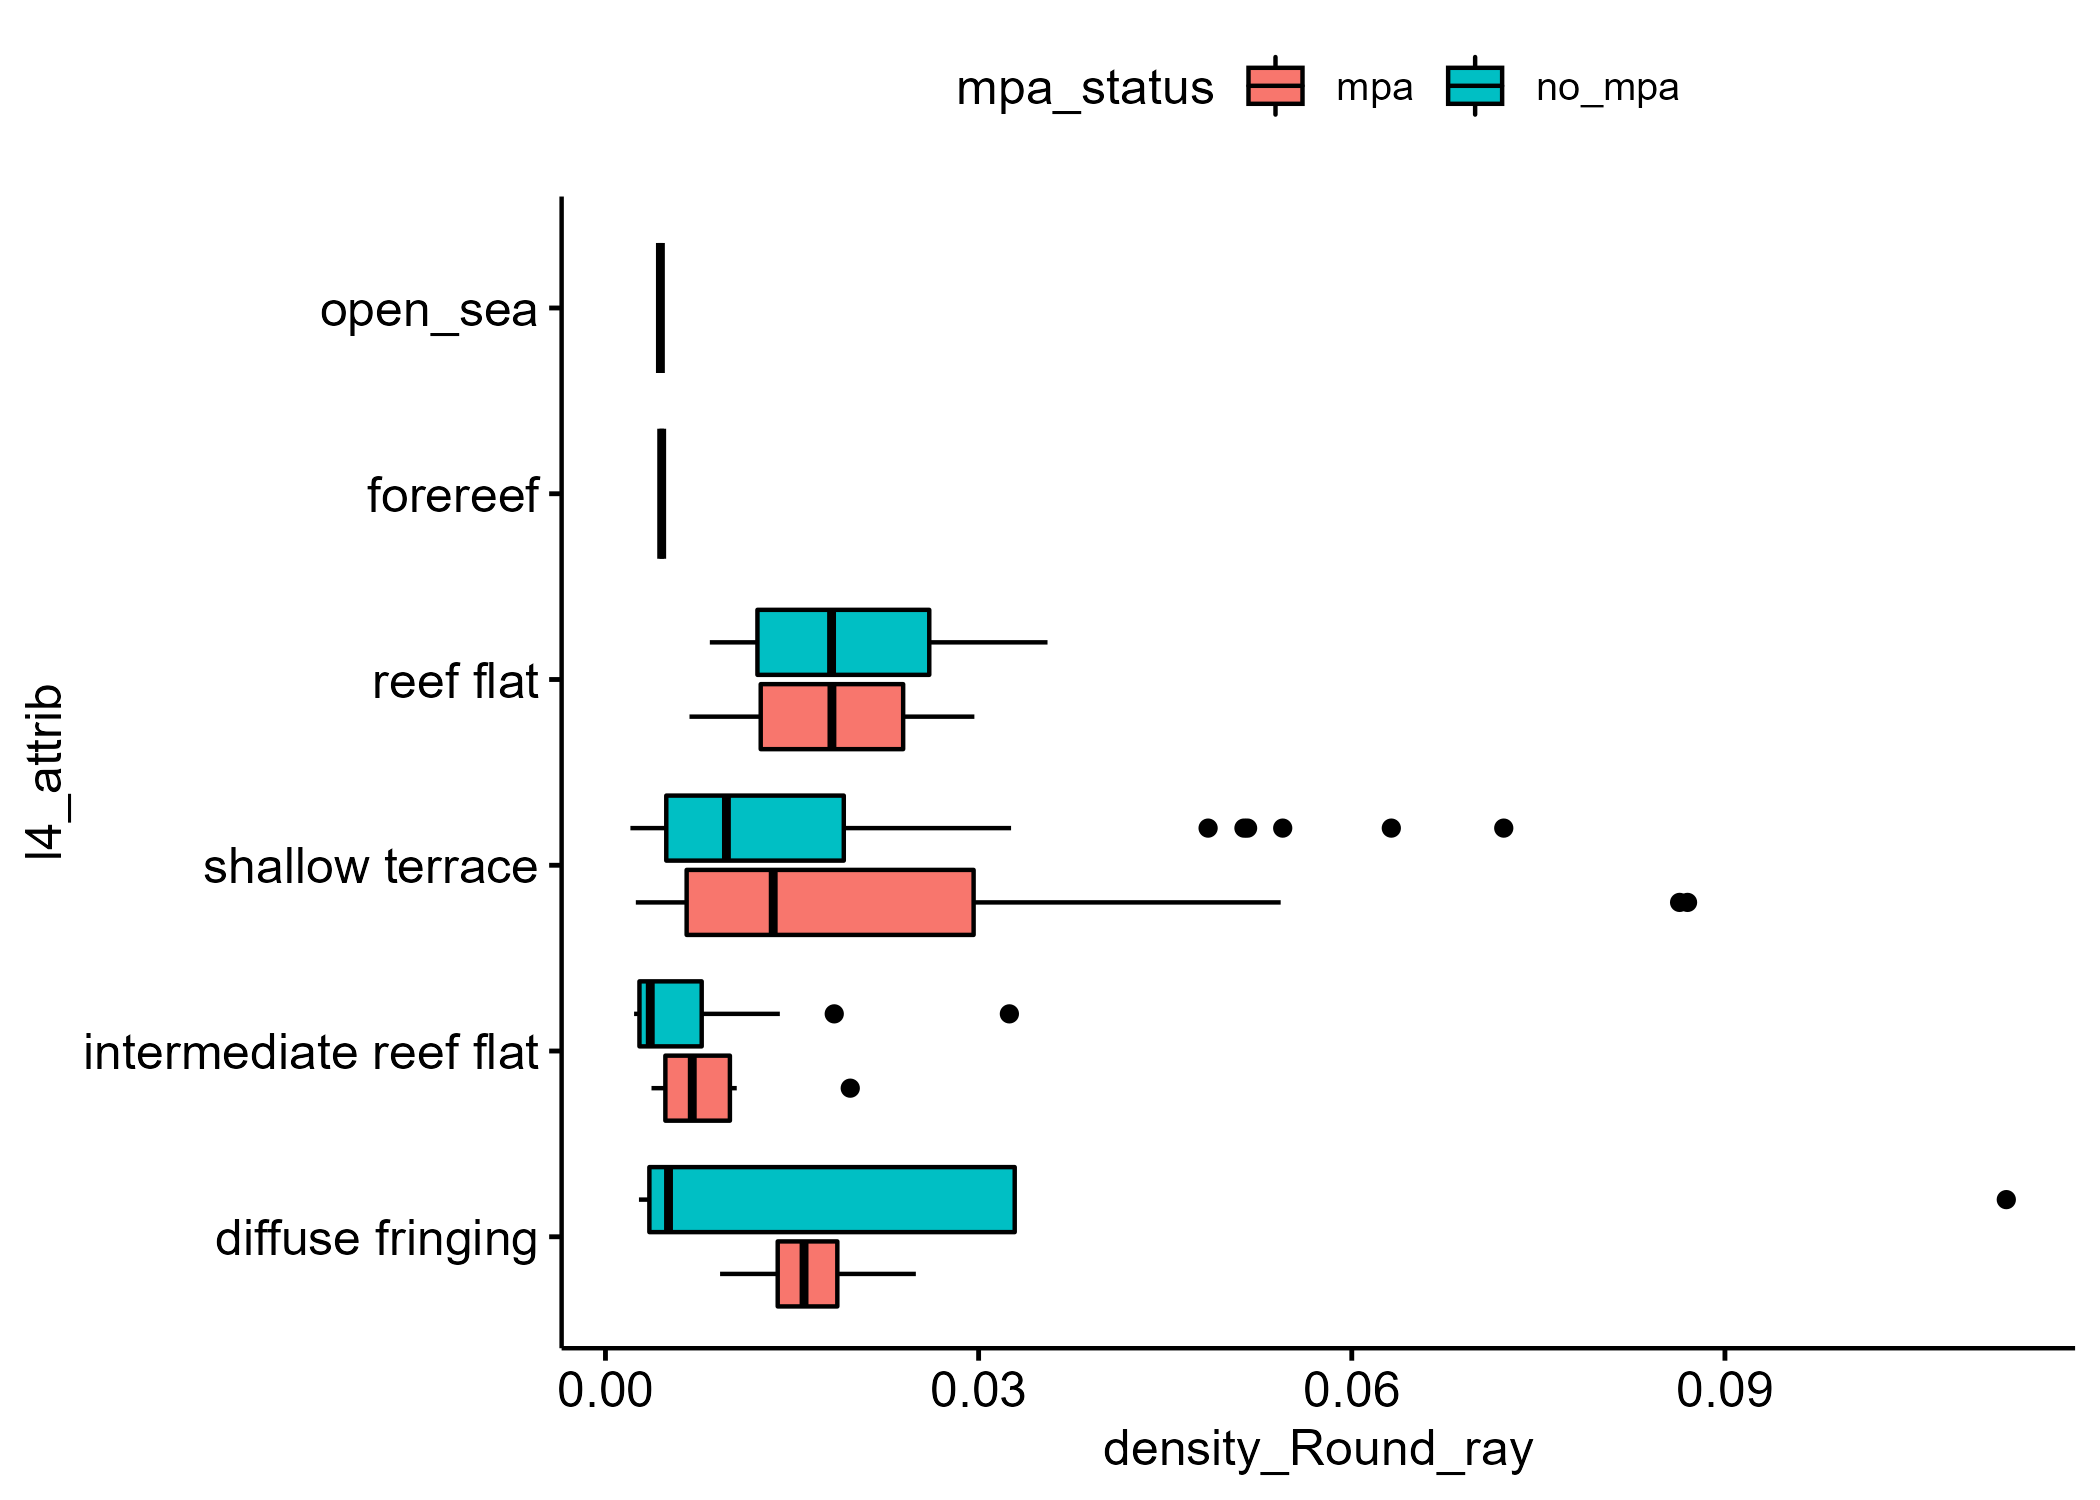 mpa_status mpa no_mpa
open_sea
forereef
reef flat
shallow terrace
intermediate reef flat
diffuse fringing
l4_attrib
0.00 0.03 0.06 0.09
density_Round_ray